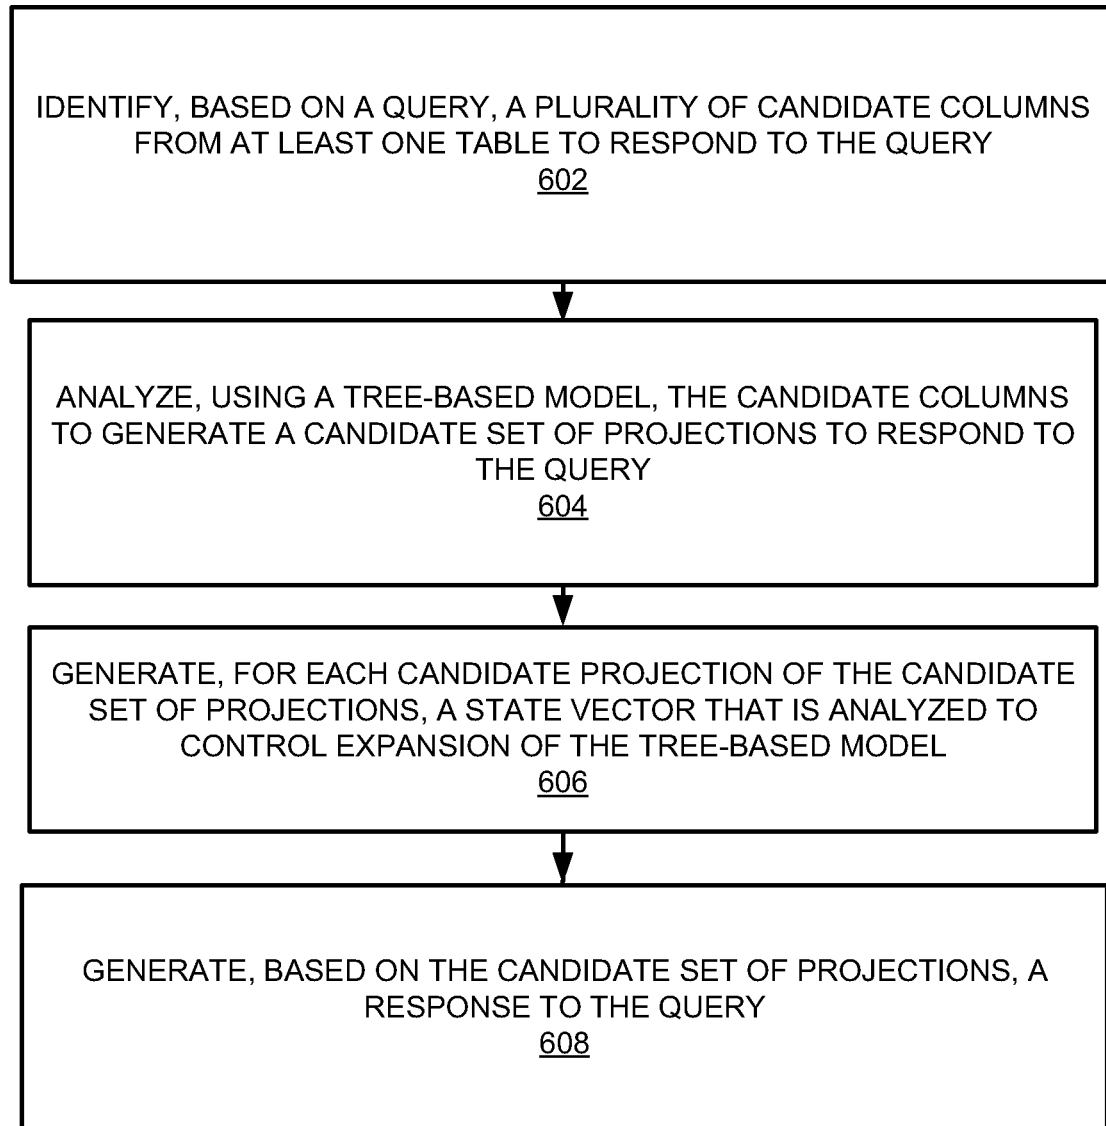 IDENTIFY, BASED ON A QUERY, A PLURALITY OF CANDIDATE COLUMNS
FROM AT LEAST ONE TABLE TO RESPOND TO THE QUERY
602
ANALYZE, USING A TREE-BASED MODEL, THE CANDIDATE COLUMNS
TO GENERATE A CANDIDATE SET OF PROJECTIONS TO RESPOND TO
THE QUERY
604
GENERATE, FOR EACH CANDIDATE PROJECTION OF THE CANDIDATE
SET OF PROJECTIONS, A STATE VECTOR THAT IS ANALYZED TO
CONTROL EXPANSION OF THE TREE-BASED MODEL
606
GENERATE, BASED ON THE CANDIDATE SET OF PROJECTIONS, A
RESPONSE TO THE QUERY
608